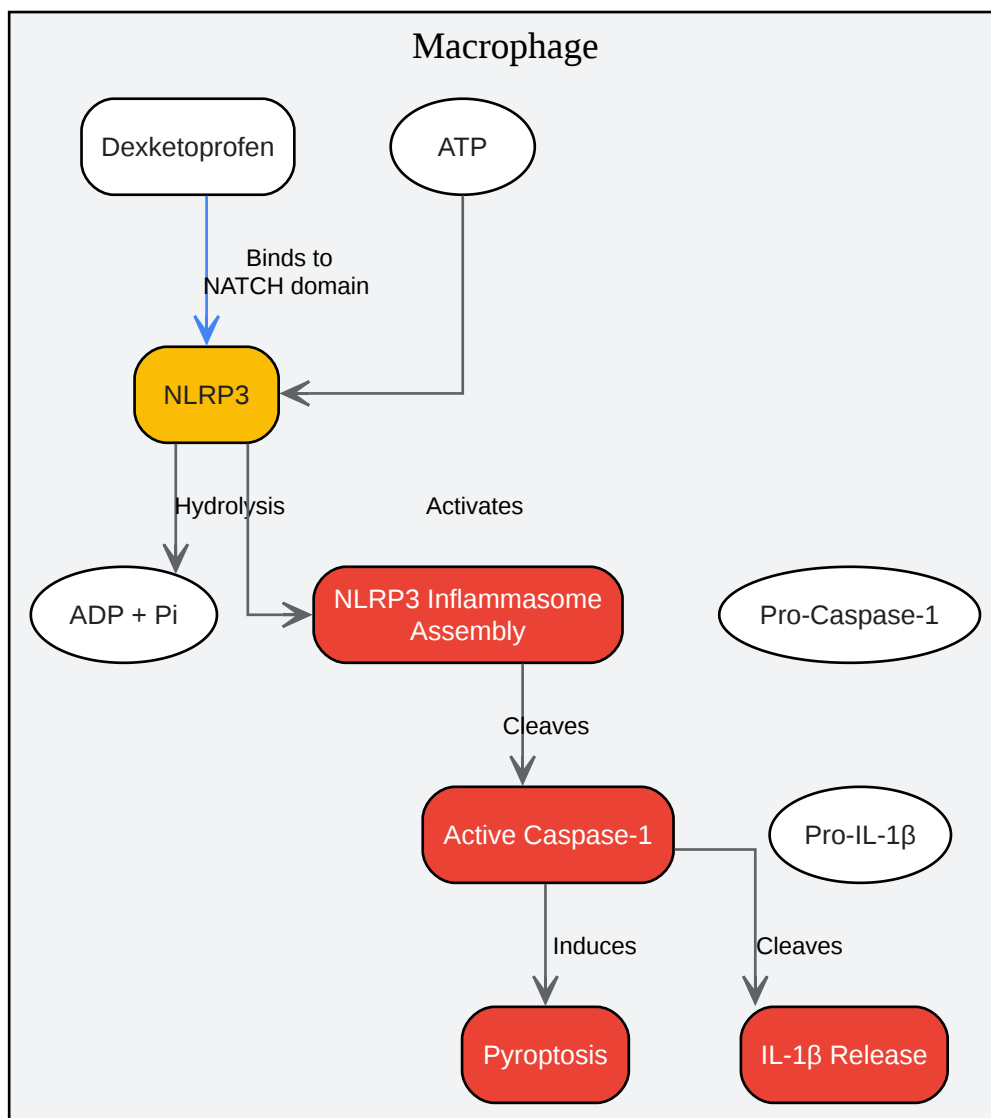 Macrophage
Dexketoprofen
ATP
Binds to
NATCH domain
NLRP3
Hydrolysis
Activates
ADP + Pi
NLRP3 Inflammasome
Assembly
Pro-Caspase-1
Cleaves
Active Caspase-1
Pro-IL-1β
Induces
Cleaves
Pyroptosis
IL-1β Release